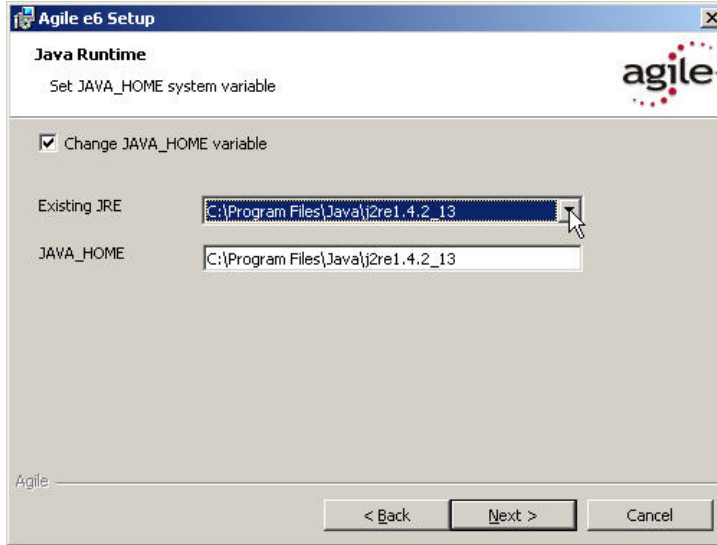 Agile e6 Setup
Java Runtime
Set JAVA_HOME system variable
agile
Change JAVA_HOME variable
Existing JRE
C:\Program Files\Java\j2re1.4.2_13
JAVA_HOME
C:\Program Files\Java\j2re1.4.2_13
Agile
< Back
Next >
Cancel